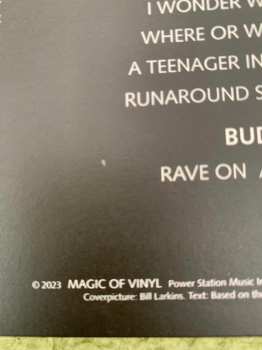 I WONDER W
WHERE OR W
A TEENAGER IN
RUNAROUND S
BUD
RAVE ON A
© 2023 MAGIC OF VINYL Power Station Music In
Coverpicture: Bill Larkins. Text: Based on th